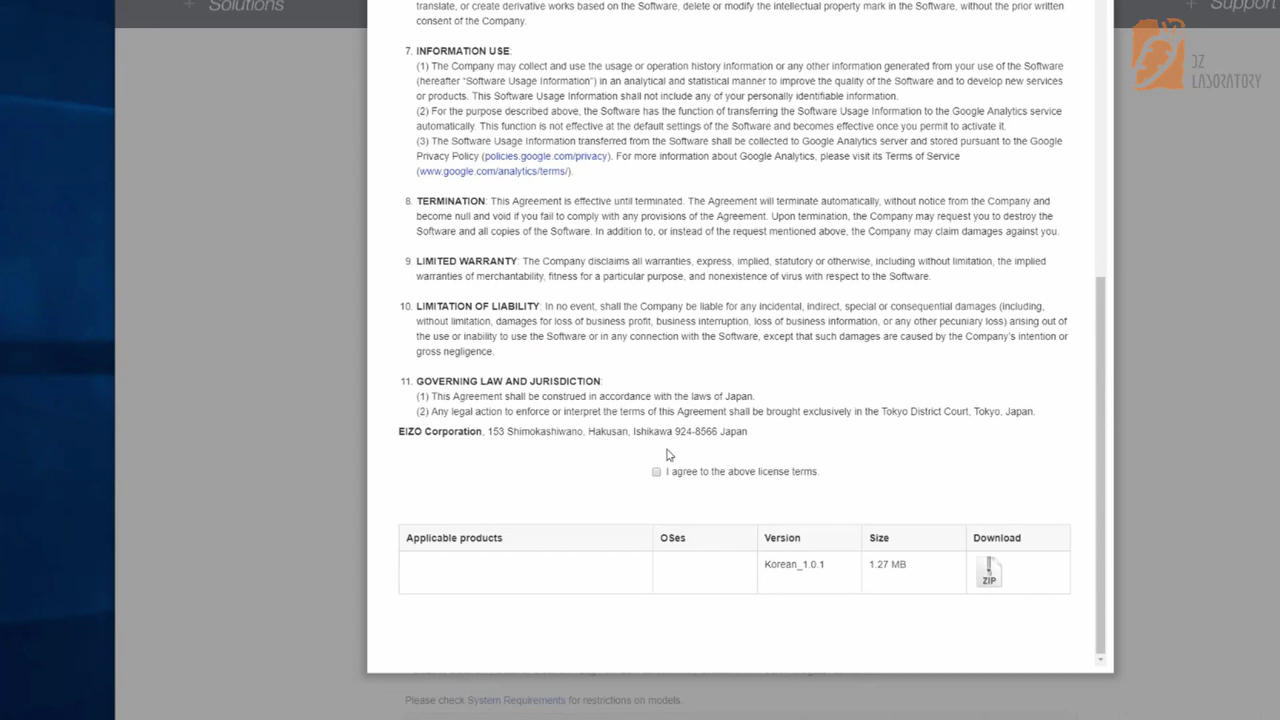 Solutions
Support
translate, or create derivative works based on the Software, delete or modify the intellectual property mark in the Software, without the prior written
consent of the Company.
7. INFORMATION USE:
(1) The Company may collect and use the usage or operation history information or any other information generated from your use of the Software
(hereafter “Software Usage Information”) in an analytical and statistical manner to improve the quality of the Software and to develop new services
or products. This Software Usage Information shall not include any of your personally identifiable information.
(2) For the purpose described above, the Software has the function of transferring the Software Usage Information to the Google Analytics service
automatically. This function is not effective at the default settings of the Software and becomes effective once you permit to activate it.
(3) The Software Usage Information transferred from the Software shall be collected to Google Analytics server and stored pursuant to the Google
Privacy Policy (policies.google.com/privacy). For more information about Google Analytics, please visit its Terms of Service
(www.google.com/analytics/terms/).
8. TERMINATION: This Agreement is effective until terminated. The Agreement will terminate automatically, without notice from the Company and
become null and void if you fail to comply with any provisions of the Agreement. Upon termination, the Company may request you to destroy the
Software and all copies of the Software. In addition to, or instead of the request mentioned above, the Company may claim damages against you.
9. LIMITED WARRANTY: The Company disclaims all warranties, express, implied, statutory or otherwise, including without limitation, the implied
warranties of merchantability, fitness for a particular purpose, and nonexistence of virus with respect to the Software.
10. LIMITATION OF LIABILITY: In no event, shall the Company be liable for any incidental, indirect, special or consequential damages (including,
without limitation, damages for loss of business profit, business interruption, loss of business information, or any other pecuniary loss) arising out of
the use or inability to use the Software or in any connection with the Software, except that such damages are caused by the Company's intention or
gross negligence.
11. GOVERNING LAW AND JURISDICTION:
(1) This Agreement shall be construed in accordance with the laws of Japan.
(2) Any legal action to enforce or interpret the terms of this Agreement shall be brought exclusively in the Tokyo District Court, Tokyo, Japan.
EIZO Corporation, 153 Shimokashiwano, Hakusan, Ishikawa 924-8566 Japan
I agree to the above license terms.
Applicable products OSes Version Size Download
Korean_1.0.1 1.27 MB ZIP
Please check System Requirements for restrictions on models.
LABORATORY